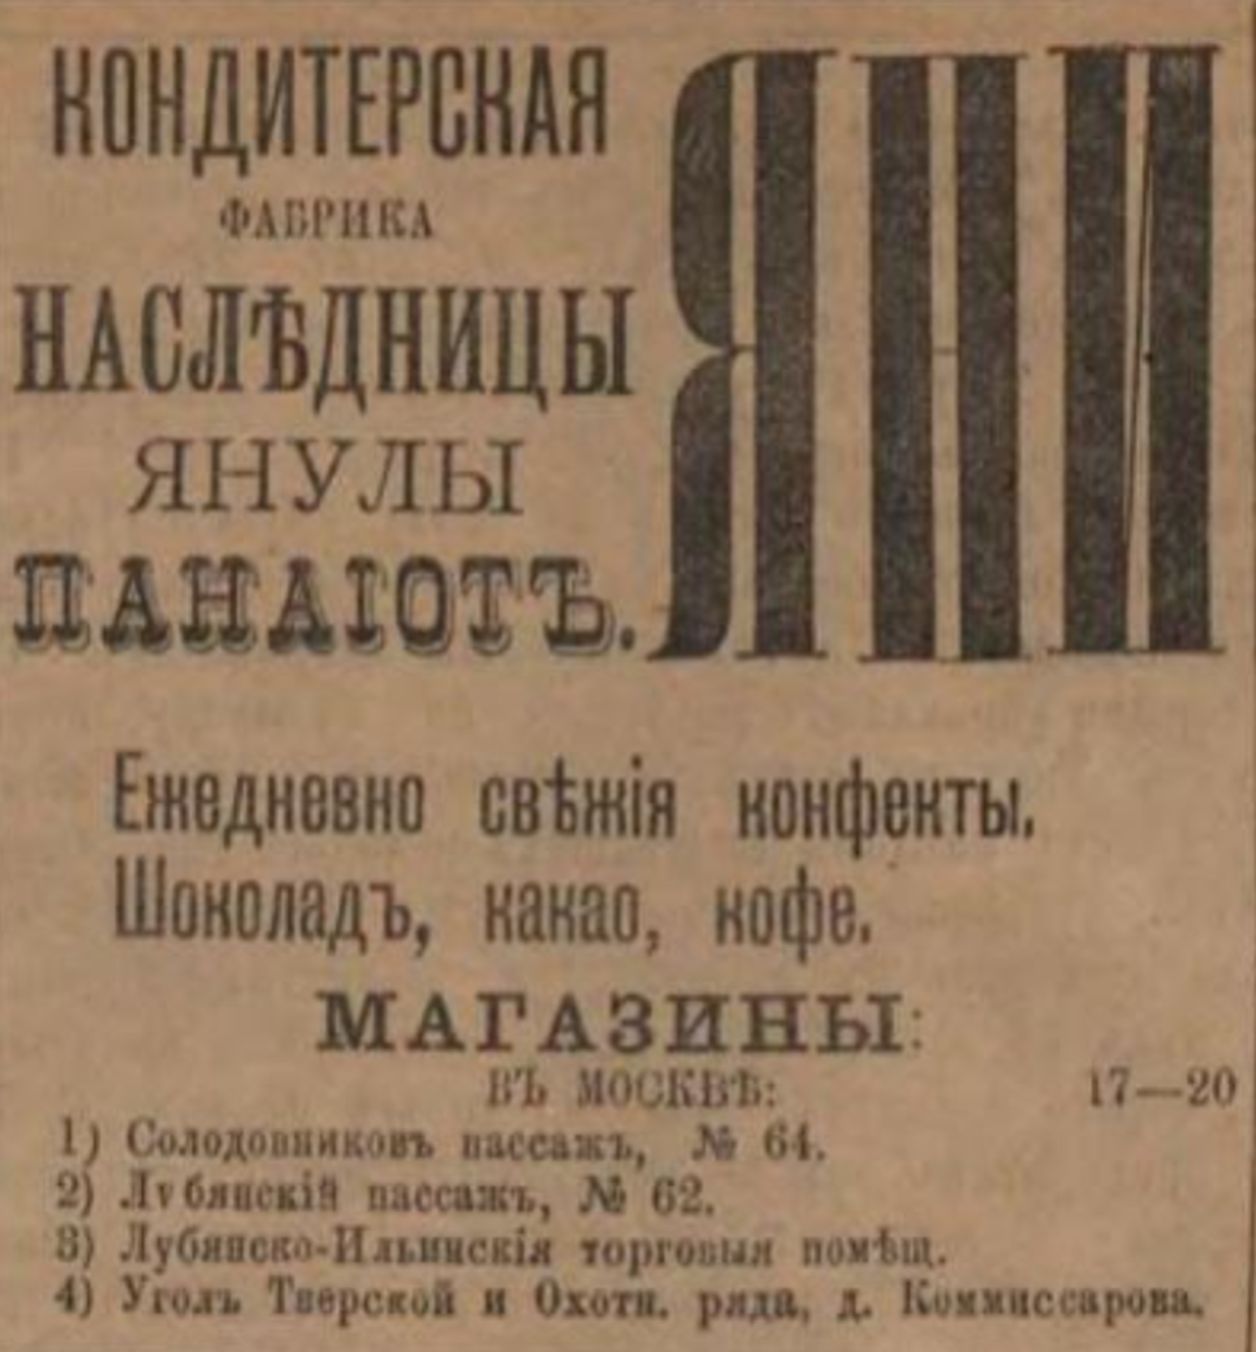 КОНДИТЕРСКАЯ
ФАБРИКА
НАСЛѢДНИЦЫ
ЯНУЛЫ
ПАНАІОТЪ.
ЯНИ
Ежедневно свѣжія конфекты.
Шоколадъ, какао, кофе.
МАГАЗИНЫ:
ВЪ МОСКВѢ: 17—20
1) Солодовниковъ пассажъ, № 64.
2) Лубянскій пассажъ, № 62.
3) Лубянско-Ильинскія торговыя помѣщ.
4) Уголъ Тверской и Охотн. ряда, д. Коммиссарова.